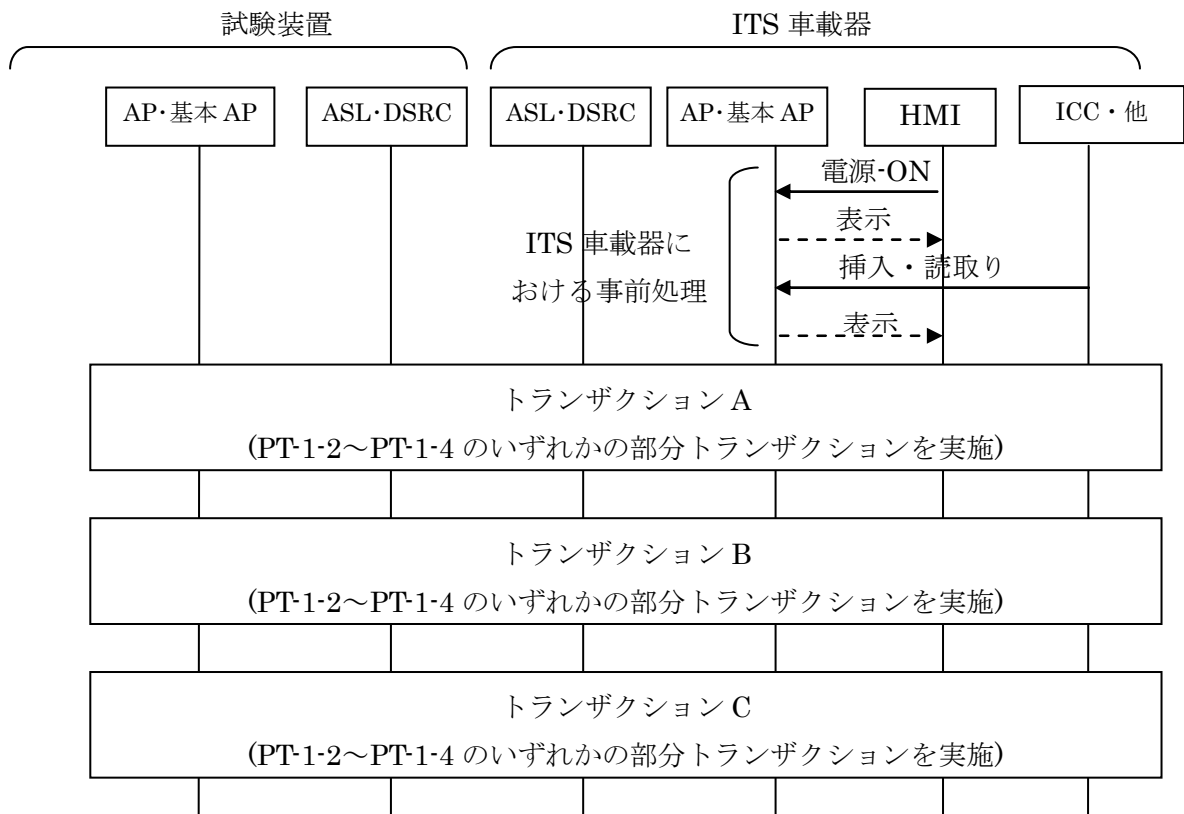 試験装置
ITS 車載器
AP･基本 AP
ASL･DSRC
ASL･DSRC
AP･基本 AP
HMI
ICC・他
電源-ON
表示
ITS 車載器に
おける事前処理
挿入・読取り
表示
トランザクション A
(PT-1-2～PT-1-4 のいずれかの部分トランザクションを実施)
トランザクション B
(PT-1-2～PT-1-4 のいずれかの部分トランザクションを実施)
トランザクション C
(PT-1-2～PT-1-4 のいずれかの部分トランザクションを実施)